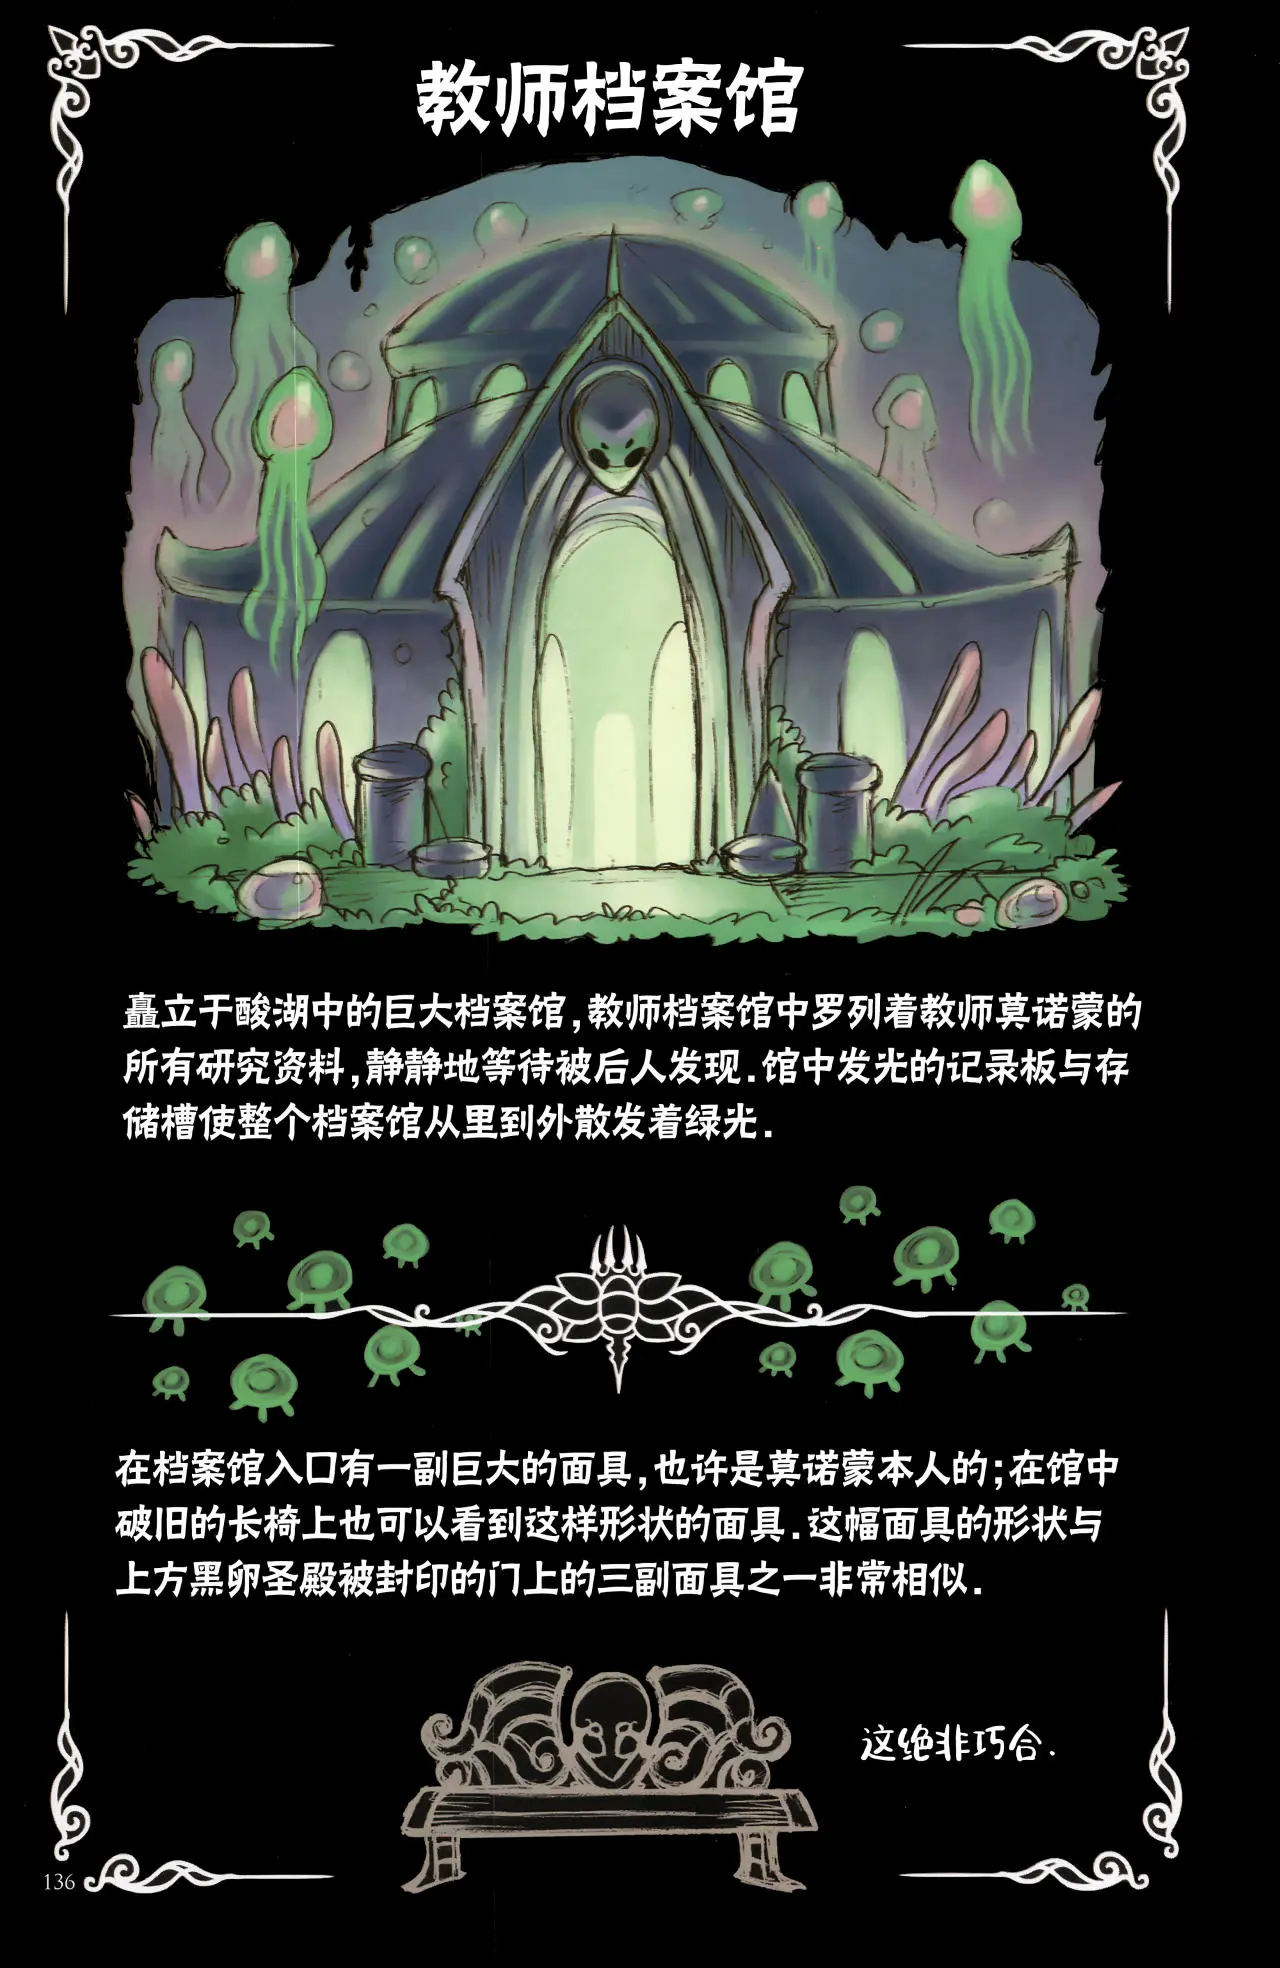 教师档案馆
矗立于酸湖中的巨大档案馆,教师档案馆中罗列着教师莫诺蒙的
所有研究资料,静静地等待被后人发现.馆中发光的记录板与存
储槽使整个档案馆从里到外散发着绿光.
在档案馆入口有一副巨大的面具,也许是莫诺蒙本人的;在馆中
破旧的长椅上也可以看到这样形状的面具.这幅面具的形状与
上方黑卵圣殿被封印的门上的三副面具之一非常相似.
这绝非巧合.
136